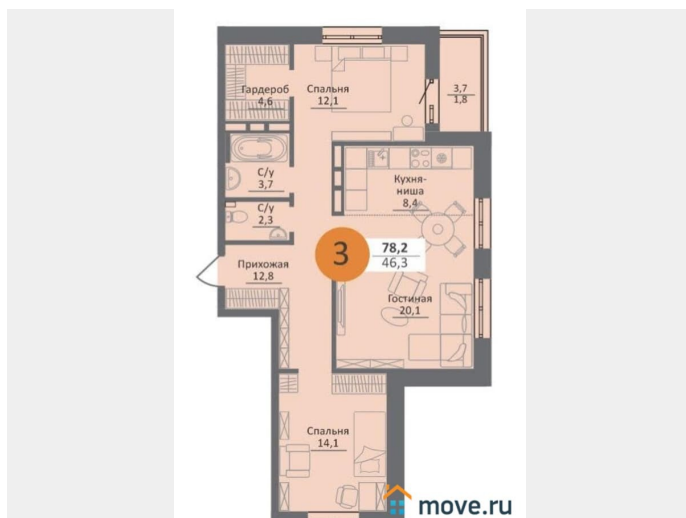 Гардероб
4,6
Спальня
12,1
3,7
1,8
С/у
3,7
Кухня-
ниша
8,4
С/у
2,3
3
78,2
46,3
Прихожая
12,8
Гостиная
20,1
Спальня
14,1
move.ru